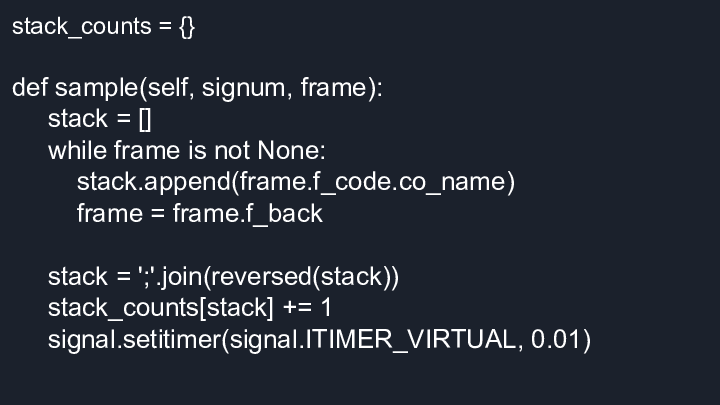 stack_counts = {}
def sample(self, signum, frame):
stack = []
while frame is not None:
stack.append(frame.f_code.co_name)
frame = frame.f_back
stack = ';'.join(reversed(stack))
stack_counts[stack] += 1
signal.setitimer(signal.ITIMER_VIRTUAL, 0.01)